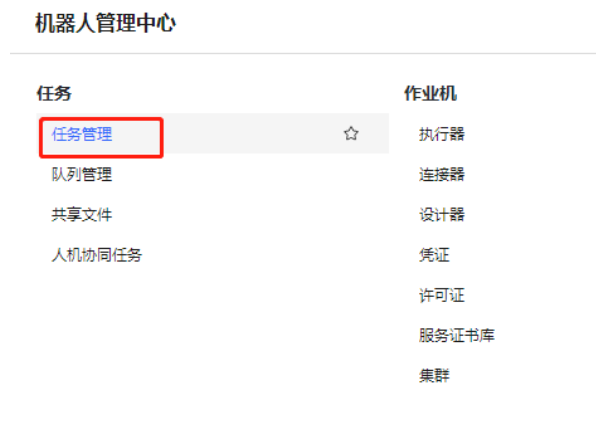 机器人管理中心
任务
任务管理
队列管理
共享文件
人机协同任务
作业机
执行器
连接器
设计器
凭证
许可证
服务证书库
集群